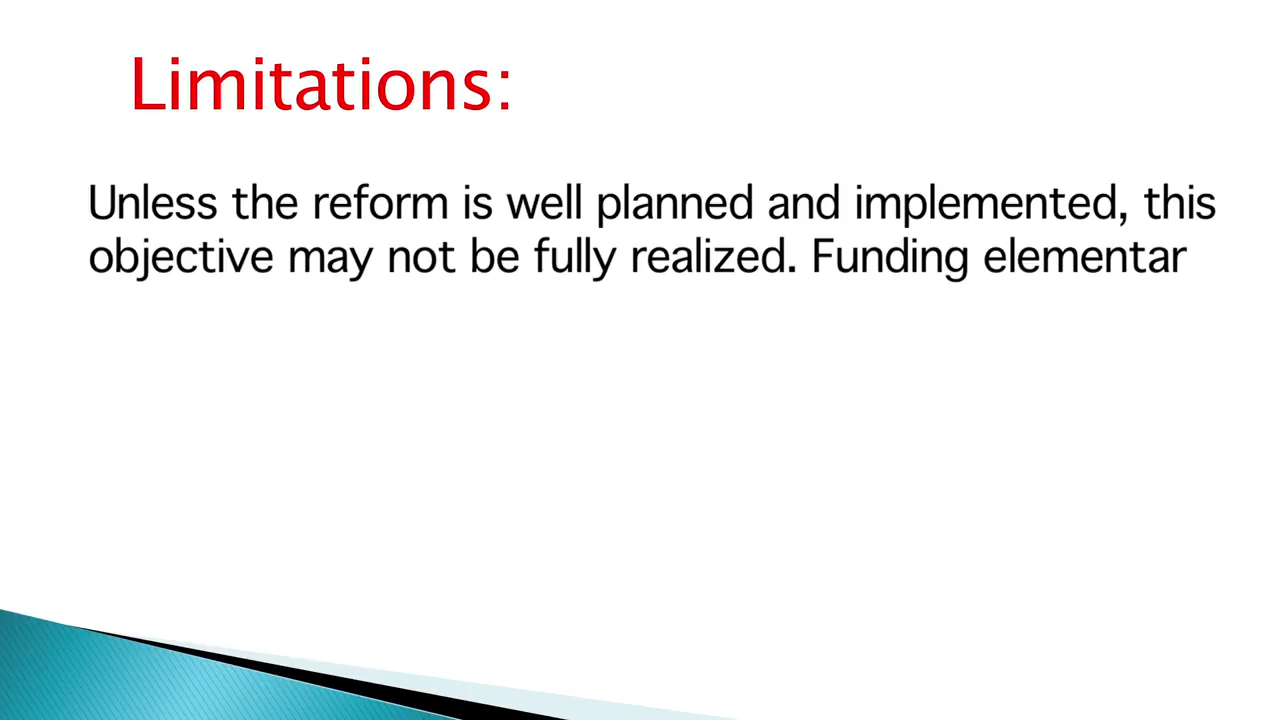 Limitations:
Unless the reform is well planned and implemented, this
objective may not be fully realized. Funding elementar